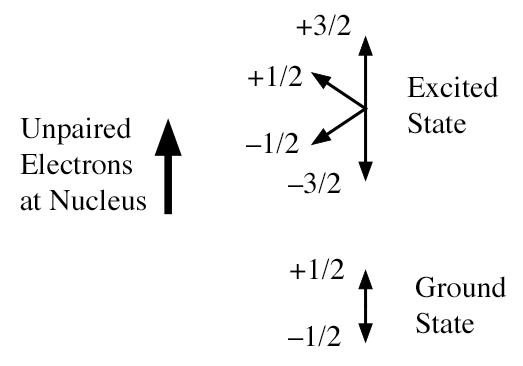 +3/2
+1/2
Excited
State
Unpaired
Electrons
at Nucleus
–1/2
–3/2
+1/2
Ground
State
–1/2